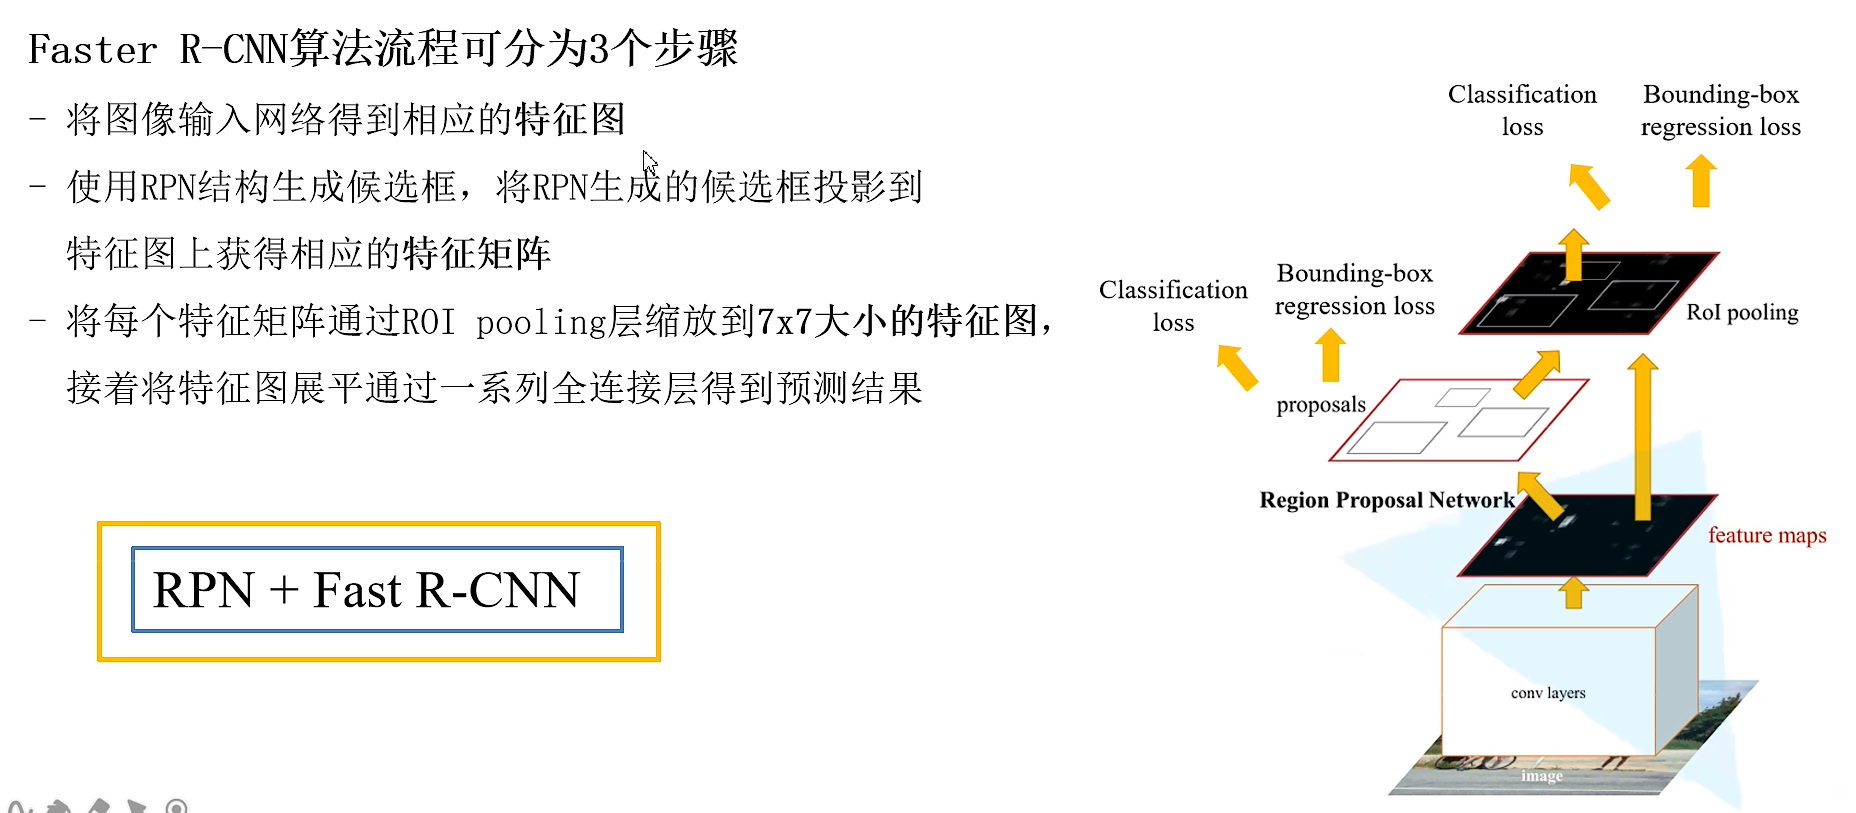 Faster R-CNN算法流程可分为3个步骤
- 将图像输入网络得到相应的特征图
- 使用RPN结构生成候选框，将RPN生成的候选框投影到
特征图上获得相应的特征矩阵
- 将每个特征矩阵通过ROI pooling层缩放到7x7大小的特征图，
接着将特征图展平通过一系列全连接层得到预测结果
RPN + Fast R-CNN
Classification
loss
Bounding-box
regression loss
RoI pooling
Classification
loss
Bounding-box
regression loss
proposals
Region Proposal Network
feature maps
conv layers
image